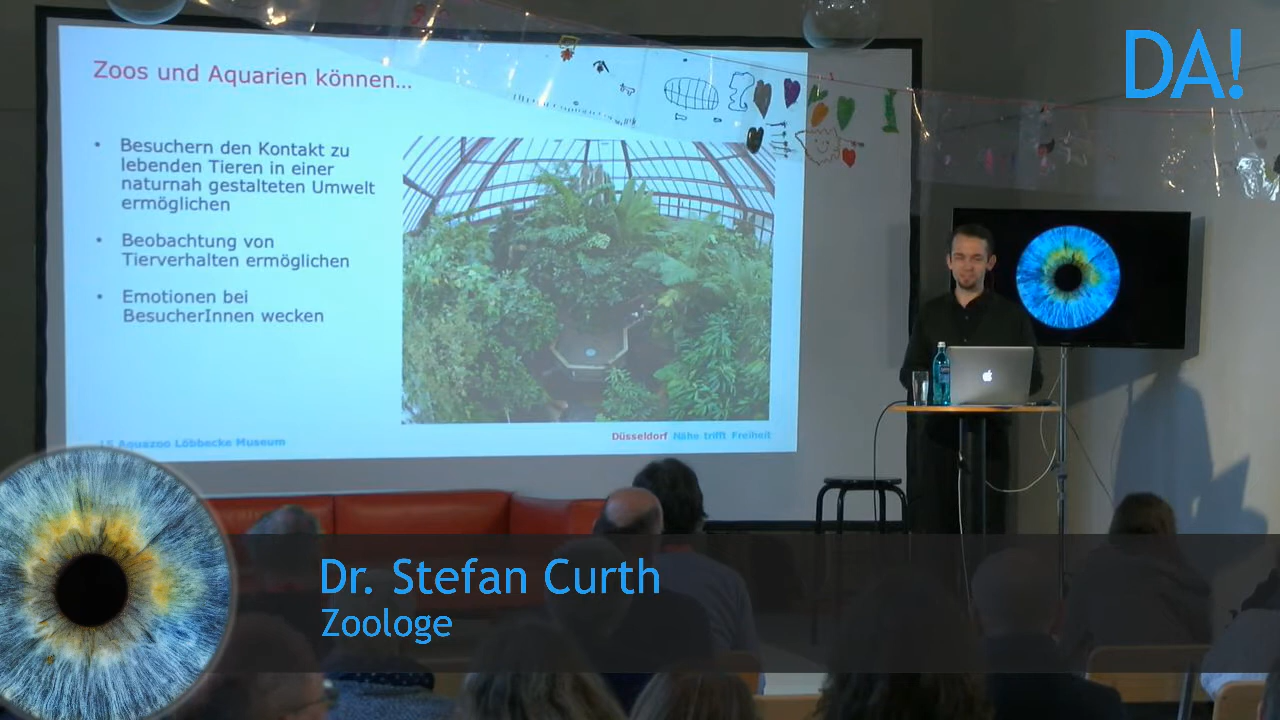 DA!
Zoos und Aquarien können...
• Besuchern den Kontakt zu
lebenden Tieren in einer
naturnah gestalteten Umwelt
ermöglichen
• Beobachtung von
Tierverhalten ermöglichen
• Emotionen bei
BesucherInnen wecken
15 Aquazoo Löbbecke Museum
Düsseldorf Nähe trifft Freiheit
Dr. Stefan Curth
Zoologe